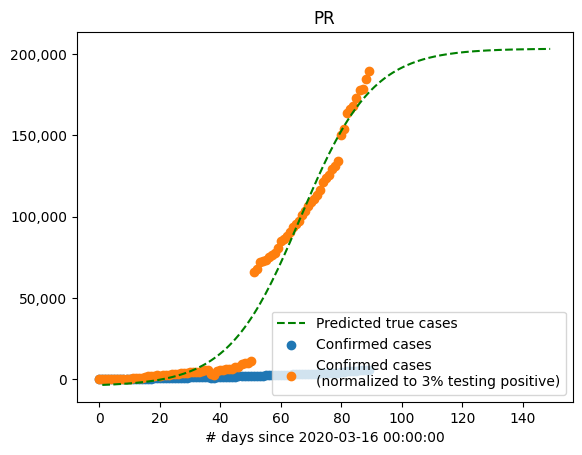 PR
200,000
150,000
100,000
50,000
0
0 20 40 60 80 100 120 140
# days since 2020-03-16 00:00:00
Predicted true cases
Confirmed cases
Confirmed cases
(normalized to 3% testing positive)